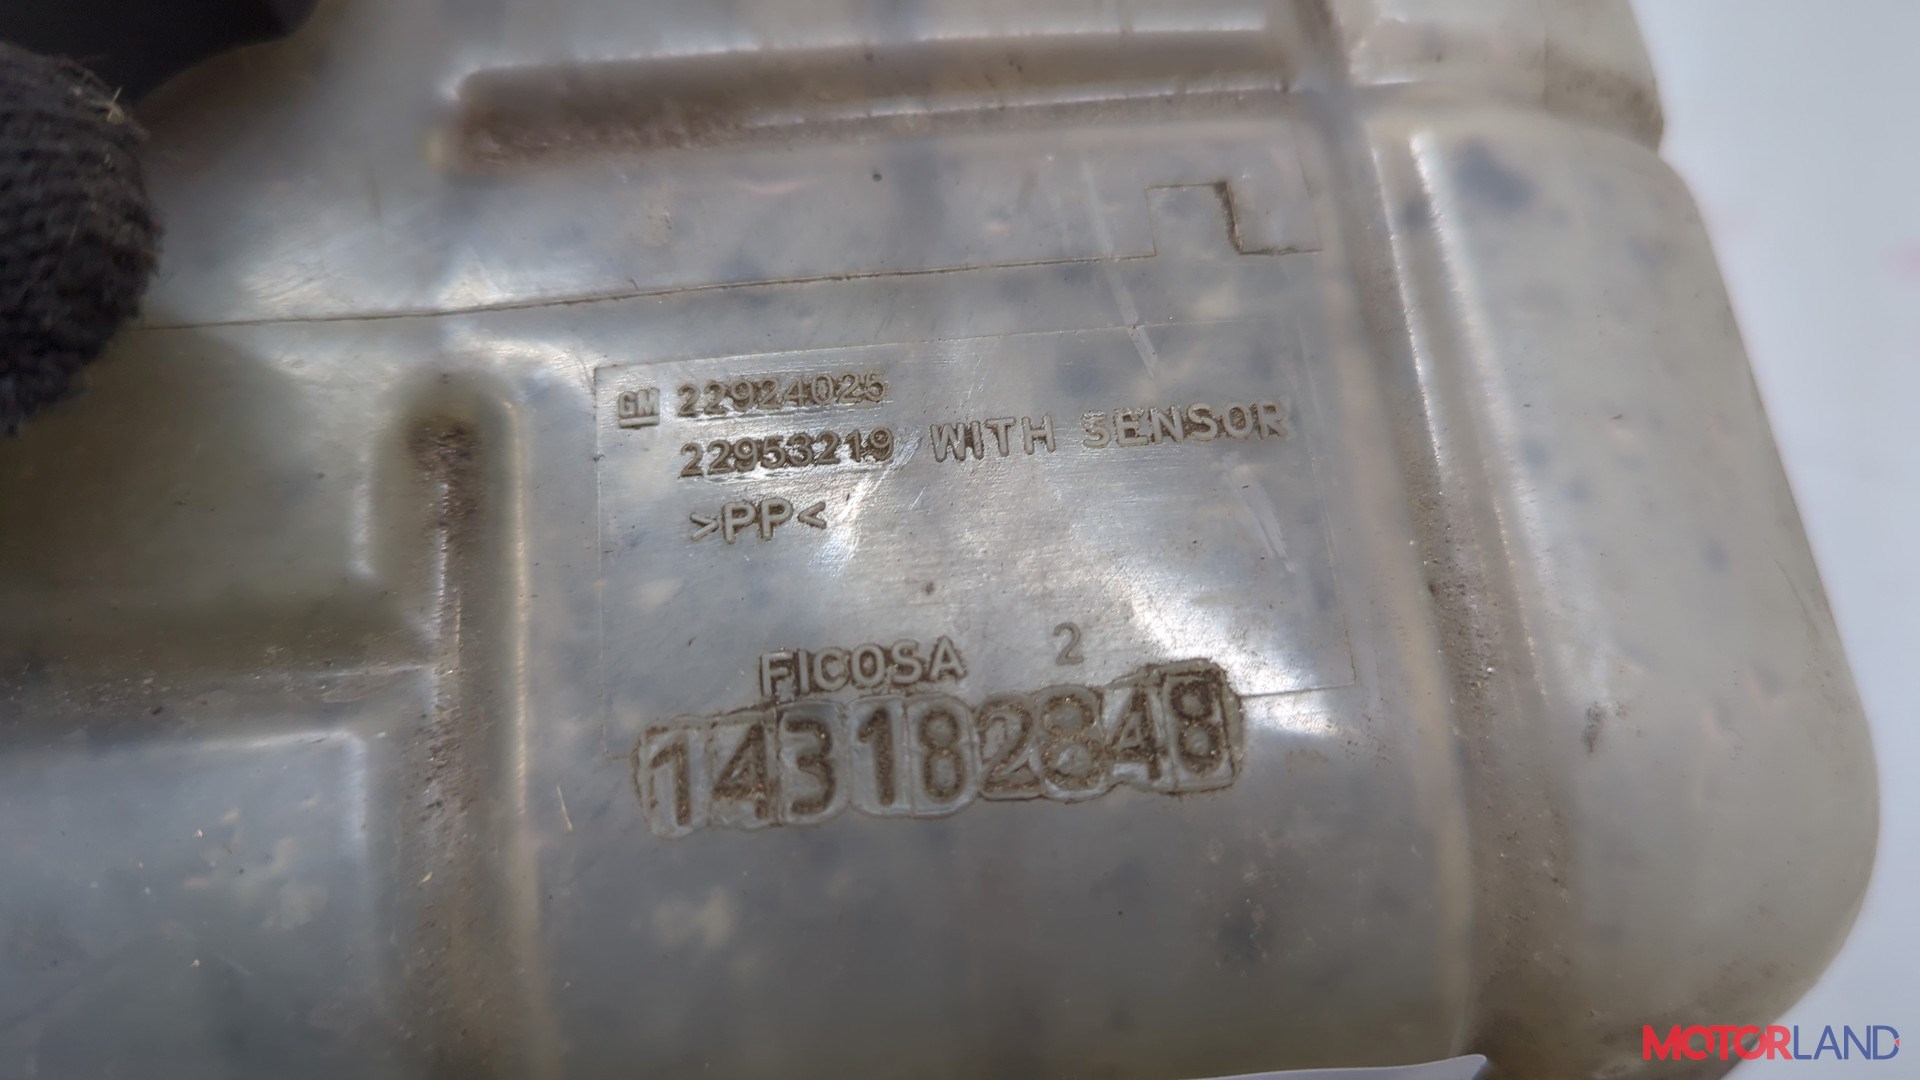 GM 22924025
22953219 WITH SENSOR
>PP<
FICOSA 2
143182848
MOTORLAND